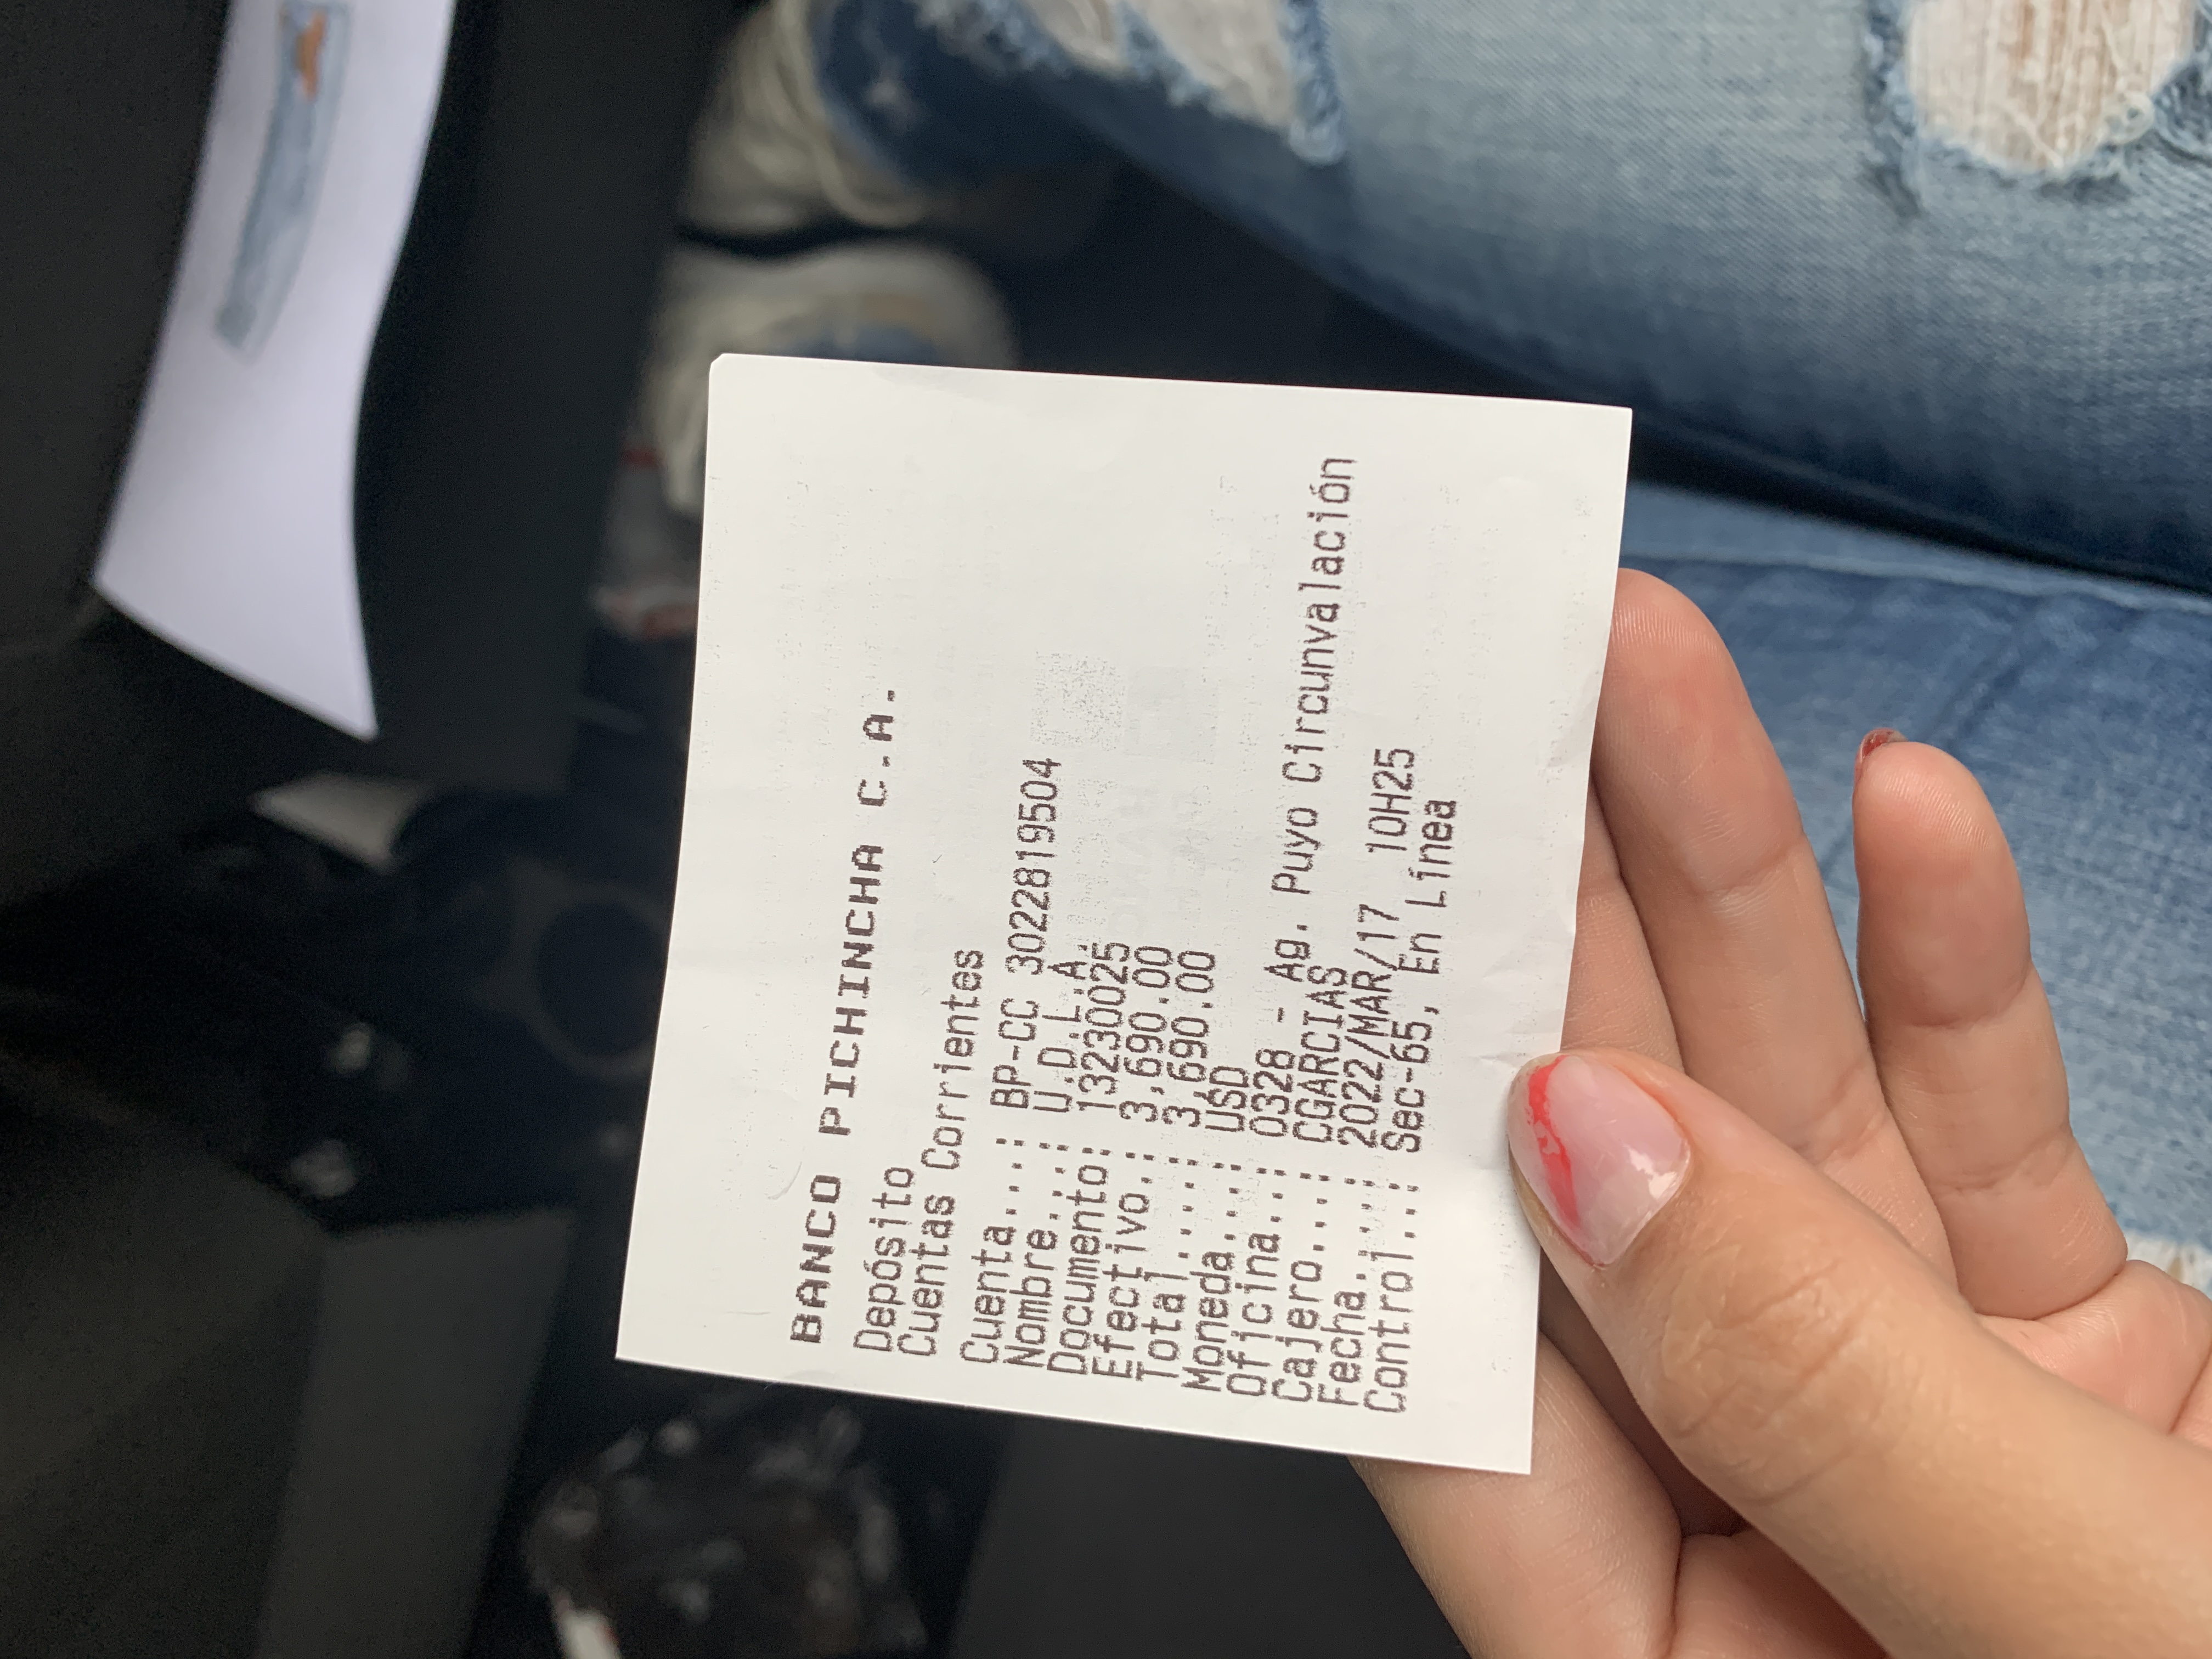 BANCO PICHINCHA C.A.
Depósito
Cuentas Corrientes
Cuenta....: BP-CC 3022819504
Nombre....: U.D.L.A.
Documento: 13230025
Efectivo.: 3,690.00
Total.....: 3,690.00
Moneda....: USD
Oficina...: 0328 - Ag. Puyo Circunvalación
Cajero....: CGARCIAS
Fecha.....: 2022/MAR/17 10H25
Control...: Sec-65, En Línea